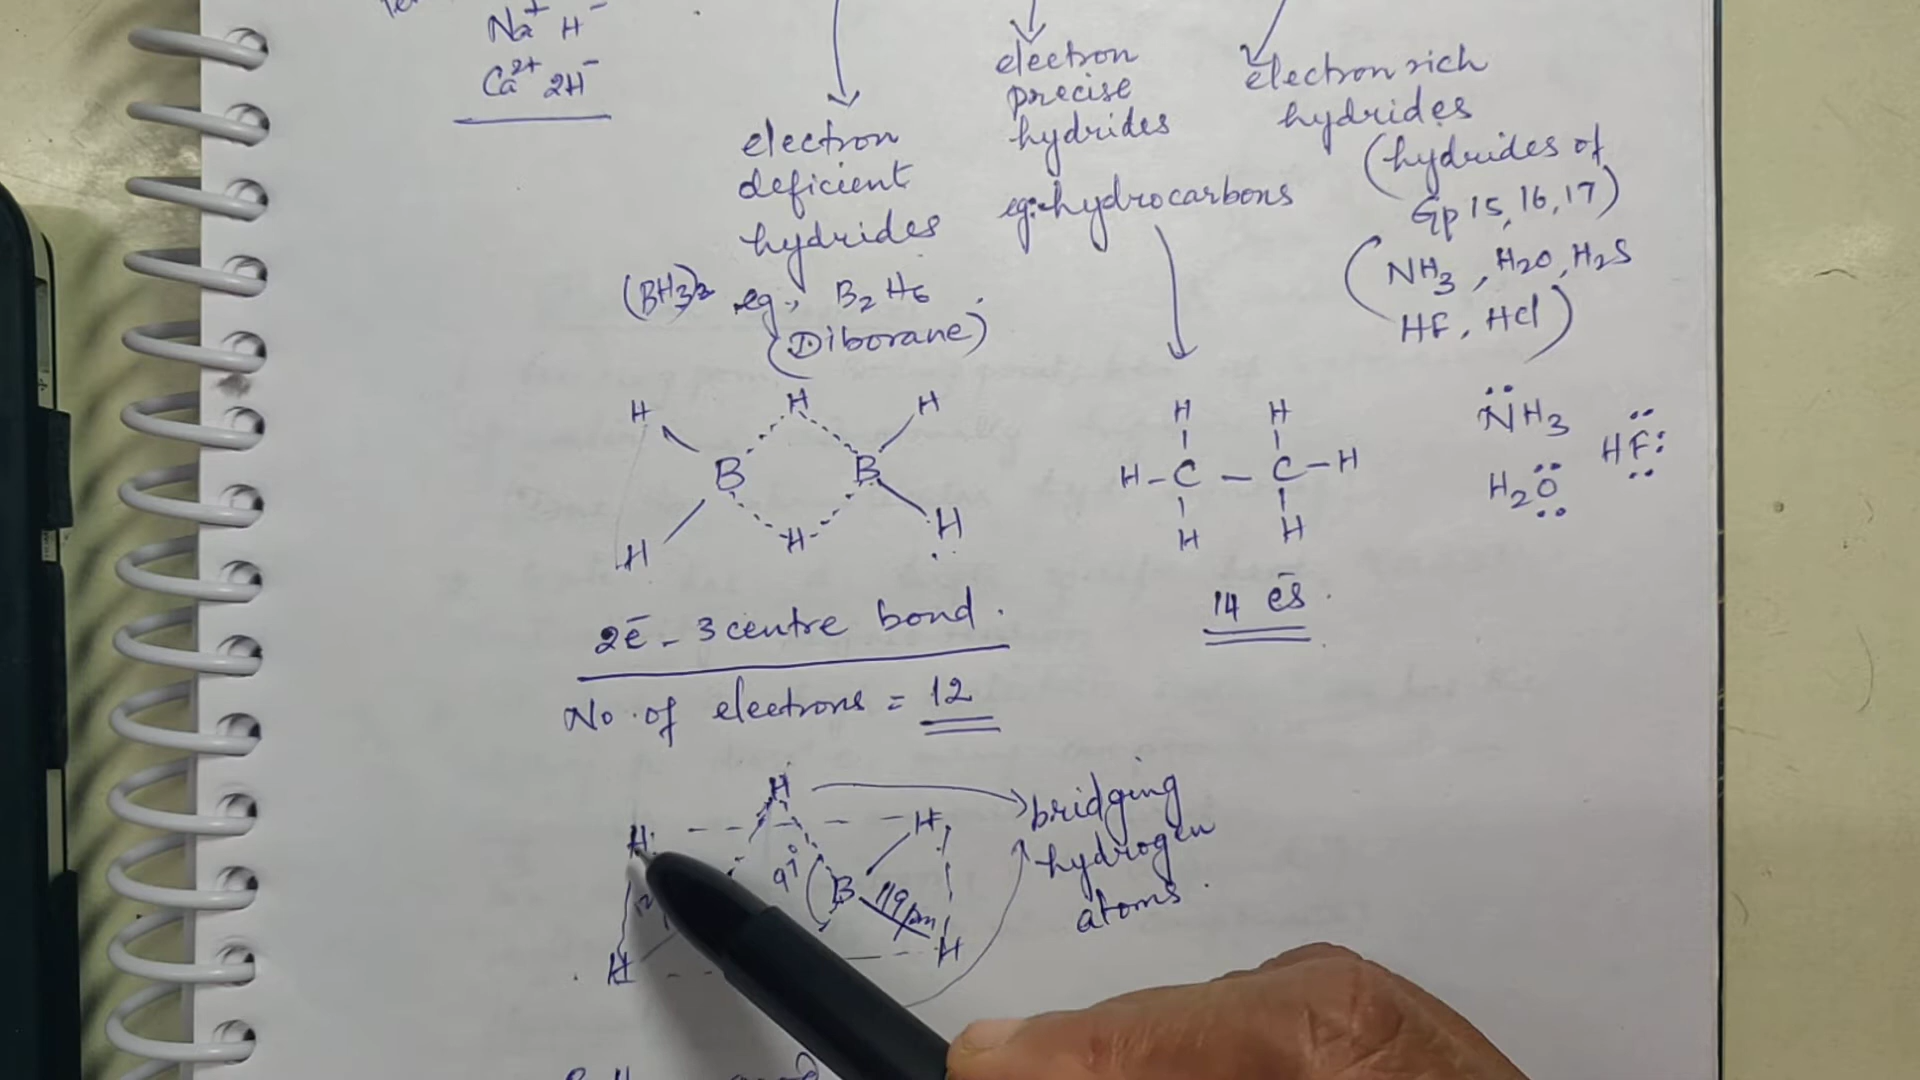 Na⁺ H⁻
Ca²⁺ 2H⁻
electron
deficient
hydrides
(BH3)2 eg., B2H6
(Diborane)
electron
precise
hydrides
eg:- hydrocarbons
electron rich
hydrides
(hydrides of
Gp 15, 16, 17)
(NH3, H2O, H2S
HF, HCl)
H H H
B B
H H H
2e⁻ - 3 centre bond.
No. of electrons = 12
H H
H - C - C - H
H H
14 e⁻s.
NH3
HF
H2O
H
H H
97°
B 119 pm
H H
bridging
hydrogen
atoms.